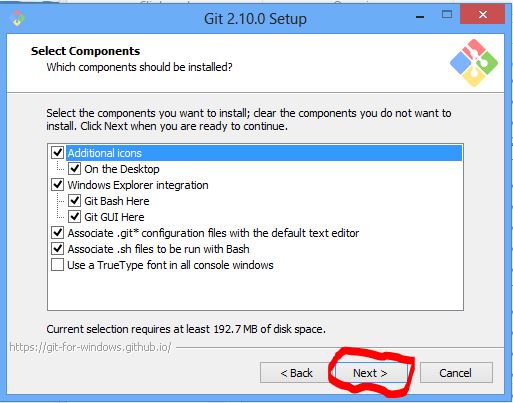 Git 2.10.0 Setup
Select Components
Which components should be installed?
Select the components you want to install; clear the components you do not want to
install. Click Next when you are ready to continue.
Additional icons
On the Desktop
Windows Explorer integration
Git Bash Here
Git GUI Here
Associate .git* configuration files with the default text editor
Associate .sh files to be run with Bash
Use a TrueType font in all console windows
Current selection requires at least 192.7 MB of disk space.
https://git-for-windows.github.io/
< Back
Next >
Cancel